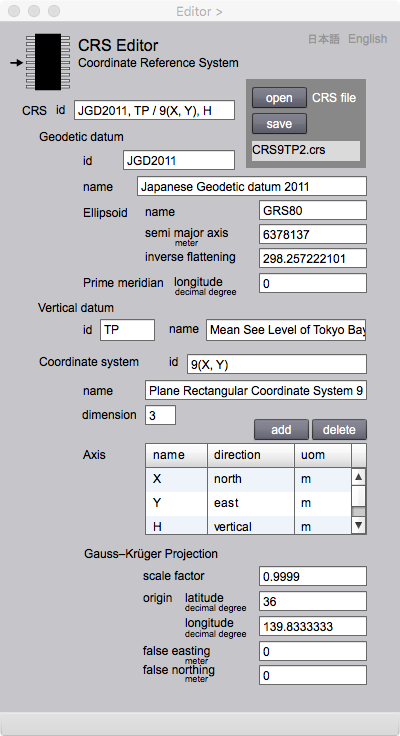 Editor >
日本語 English
CRS Editor
Coordinate Reference System
open CRS file
save
CRS9TP2.crs
CRS id JGD2011, TP / 9(X, Y), H
Geodetic datum
id JGD2011
name Japanese Geodetic datum 2011
Ellipsoid name GRS80
semi major axis 6378137
meter
inverse flattening 298.257222101
Prime meridian longitude 0
decimal degree
Vertical datum
id TP name Mean See Level of Tokyo Bay
Coordinate system id 9(X, Y)
name Plane Rectangular Coordinate System 9
dimension 3
add delete
Axis name direction uom
X north m
Y east m
H vertical m
Gauss–Krüger Projection
scale factor 0.9999
origin latitude 36
decimal degree
longitude 139.8333333
decimal degree
false easting 0
meter
false northing 0
meter